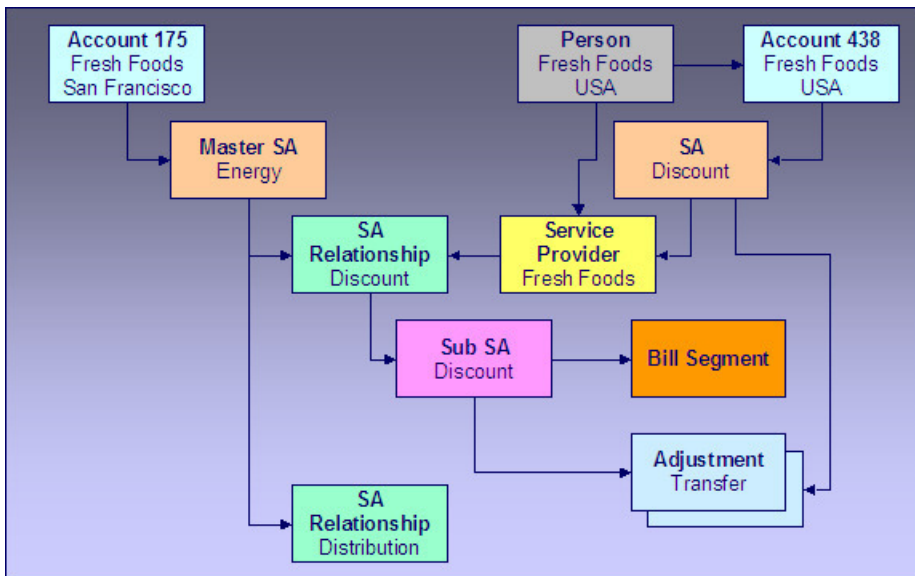 Account 175
Fresh Foods
San Francisco
Person
Fresh Foods
USA
Account 438
Fresh Foods
USA
Master SA
Energy
SA
Discount
SA
Relationship
Discount
Service
Provider
Fresh Foods
Sub SA
Discount
Bill Segment
Adjustment
Transfer
SA
Relationship
Distribution